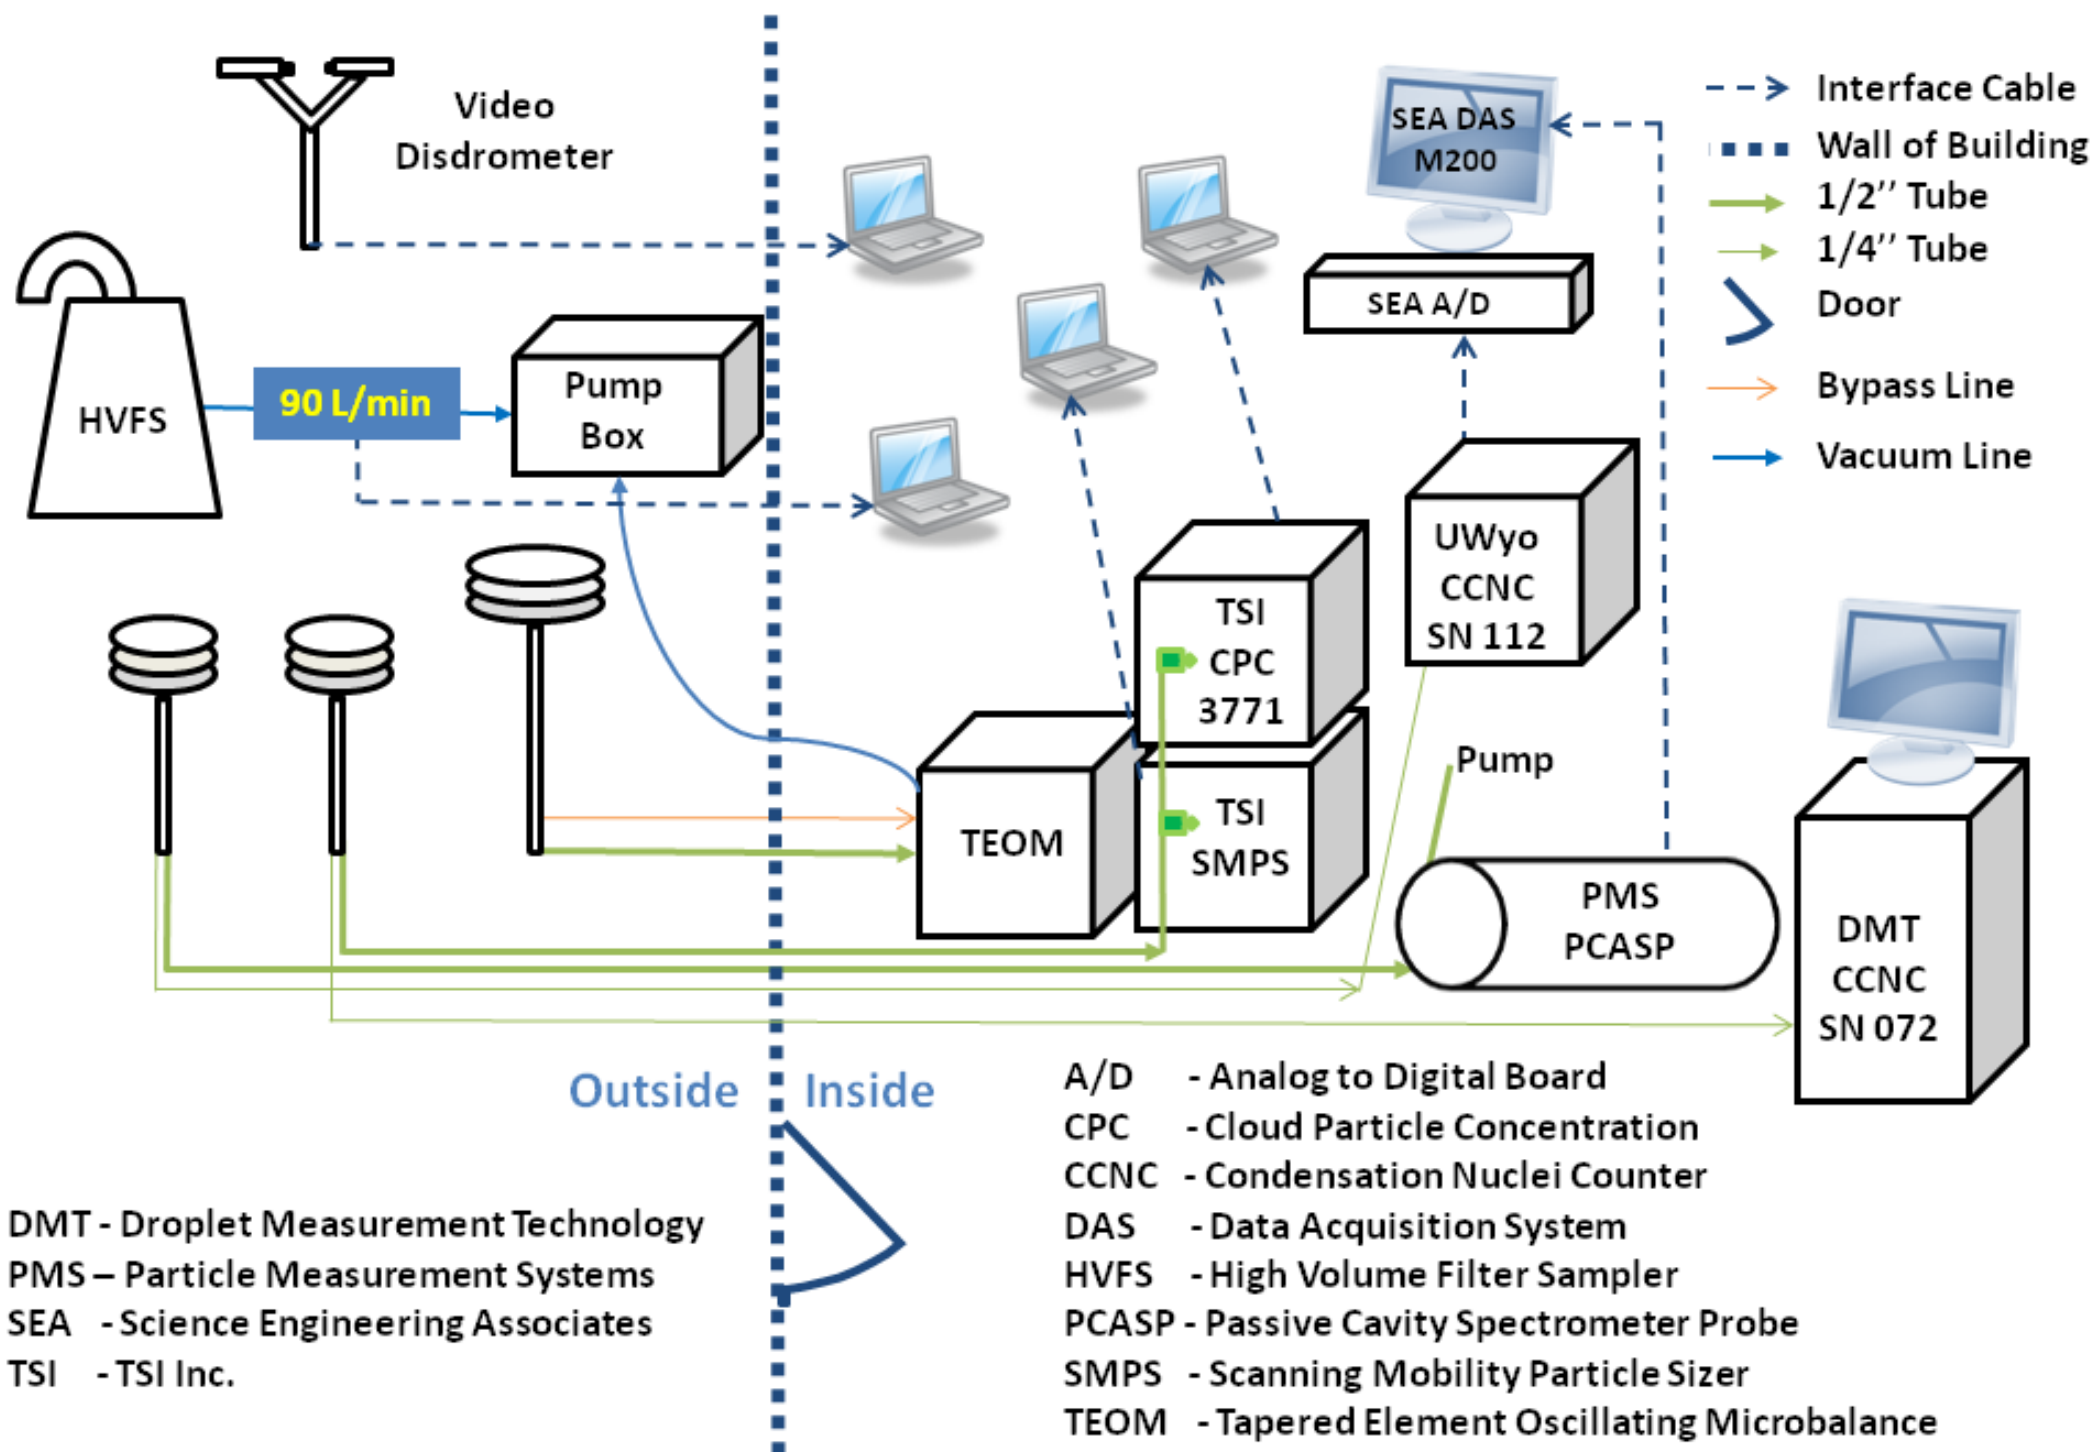 Video
Disdrometer
HVFS
90 L/min
Pump
Box
SEA DAS
M200
SEA A/D
Interface Cable
Wall of Building
1/2’’ Tube
1/4’’ Tube
Door
Bypass Line
Vacuum Line
TSI
CPC
3771
UWyo
CCNC
SN 112
TEOM
TSI
SMPS
Pump
PMS
PCASP
DMT
CCNC
SN 072
Outside
Inside
DMT - Droplet Measurement Technology
PMS – Particle Measurement Systems
SEA - Science Engineering Associates
TSI - TSI Inc.
A/D - Analog to Digital Board
CPC - Cloud Particle Concentration
CCNC - Condensation Nuclei Counter
DAS - Data Acquisition System
HVFS - High Volume Filter Sampler
PCASP - Passive Cavity Spectrometer Probe
SMPS - Scanning Mobility Particle Sizer
TEOM - Tapered Element Oscillating Microbalance